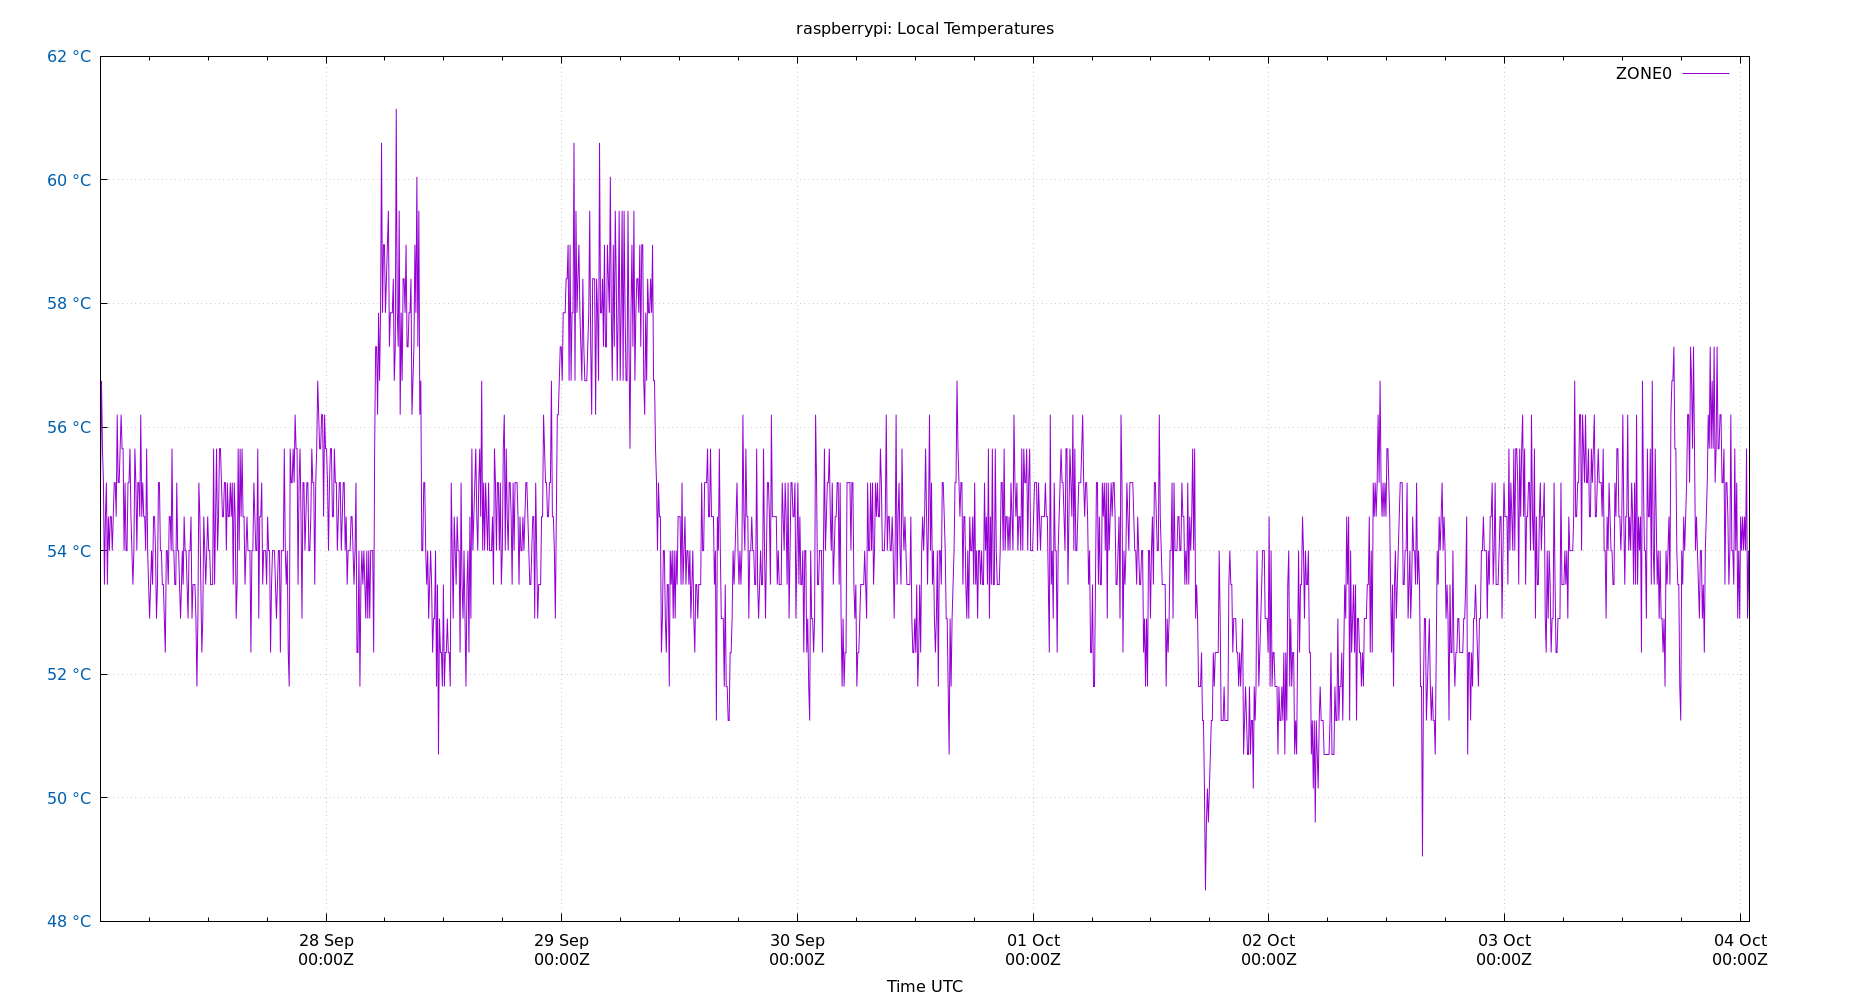 raspberrypi: Local Temperatures
62 °C
ZONE0
60 °C
58 °C
56 °C
54 °C
52 °C
50 °C
48 °C
28 Sep 29 Sep 30 Sep 01 Oct 02 Oct 03 Oct 04 Oct
00:00Z 00:00Z 00:00Z 00:00Z 00:00Z 00:00Z 00:00Z
Time UTC